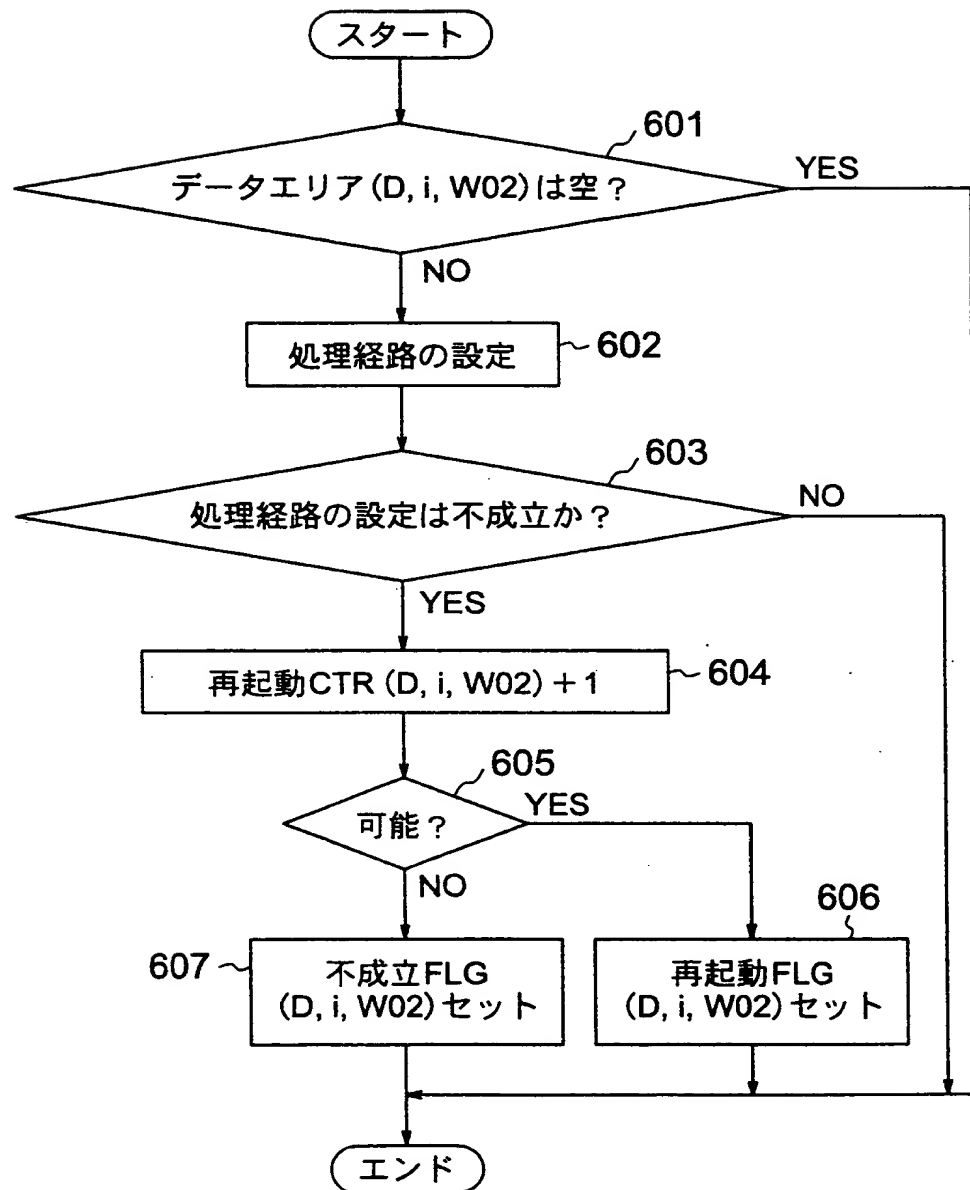 スタート
601
データエリア(D, i, W02)は空？
YES
NO
処理経路の設定
602
603
処理経路の設定は不成立か？
NO
YES
再起動CTR (D, i, W02)＋1
604
605
可能？
YES
NO
606
607
不成立FLG
(D, i, W02)セット
再起動FLG
(D, i, W02)セット
エンド